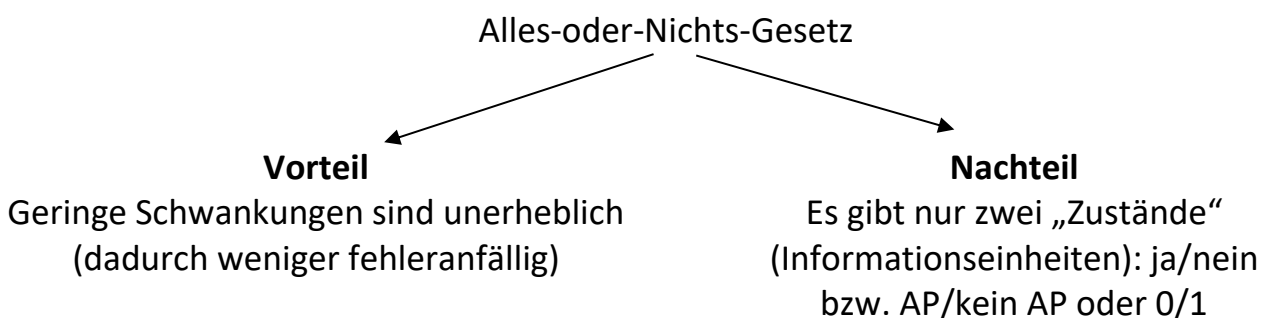 Alles-oder-Nichts-Gesetz
Vorteil
Geringe Schwankungen sind unerheblich
(dadurch weniger fehleranfällig)
Nachteil
Es gibt nur zwei „Zustände“
(Informationseinheiten): ja/nein
bzw. AP/kein AP oder 0/1